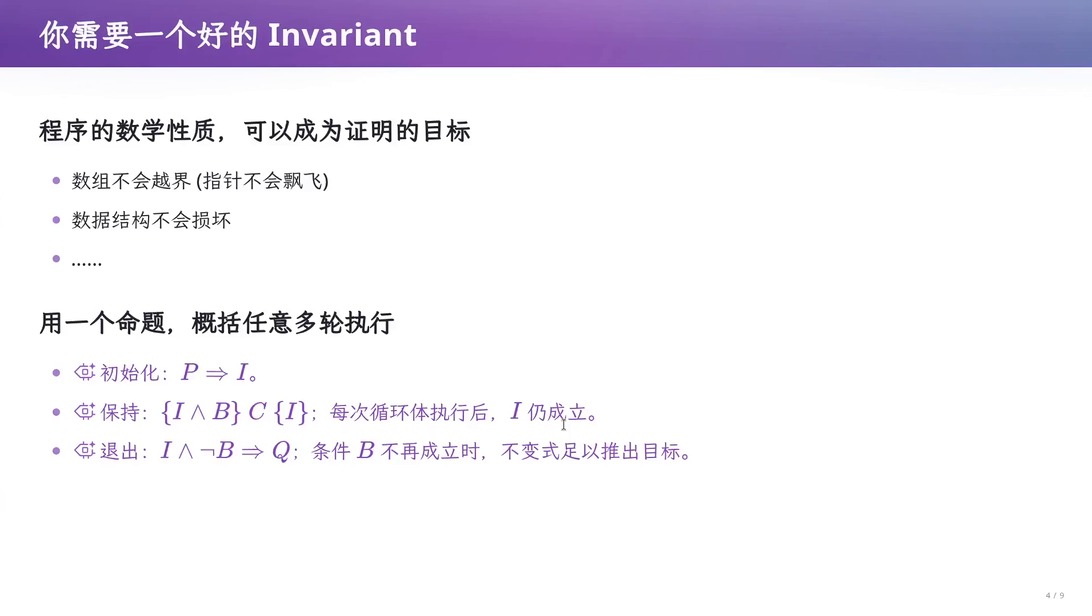 你需要一个好的 Invariant
程序的数学性质，可以成为证明的目标
数组不会越界 (指针不会飘飞)
数据结构不会损坏
……
用一个命题，概括任意多轮执行
初始化：P ⇒ I。
保持：{I ∧ B} C {I}；每次循环体执行后，I 仍成立。
退出：I ∧ ¬B ⇒ Q；条件 B 不再成立时，不变式足以推出目标。
4 / 9